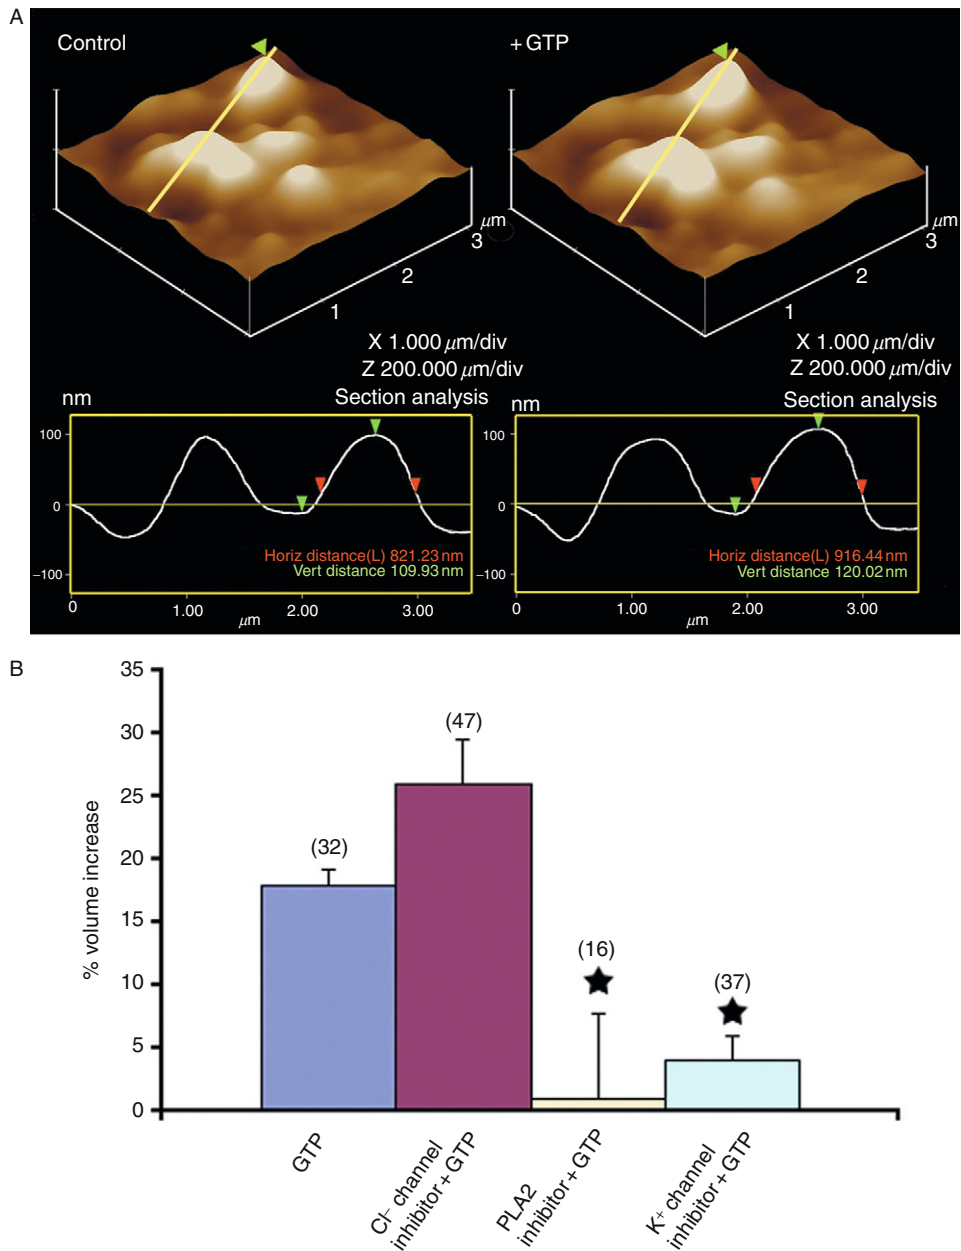 A
Control
+ GTP
μm
3
2
1
X 1.000 μm/div
Z 200.000 μm/div
Section analysis
μm
3
2
1
X 1.000 μm/div
Z 200.000 μm/div
Section analysis
nm
100
0
−100
Horiz distance(L) 821.23 nm
Vert distance 109.93 nm
0 1.00 2.00 3.00
μm
nm
100
0
−100
Horiz distance(L) 916.44 nm
Vert distance 120.02 nm
0 1.00 2.00 3.00
μm
B
% volume increase
35
30
25
20
15
10
5
0
(32)
(47)
(16)
(37)
GTP
Cl⁻ channel
inhibitor + GTP
PLA2
inhibitor + GTP
K⁺ channel
inhibitor + GTP